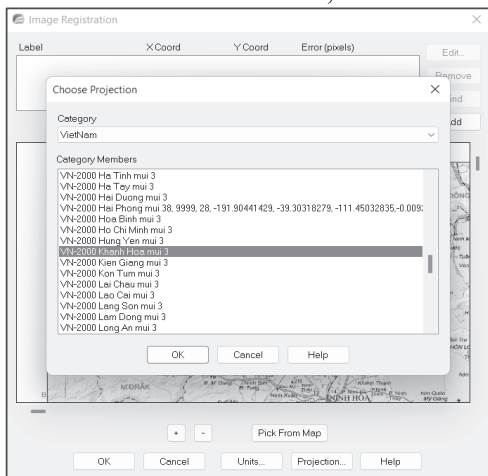 Image Registration
Label X Coord Y Coord Error (pixels)
Edit...
Remove
Choose Projection
Category
VietNam
Category Members
VN-2000 Ha Tinh mui 3
VN-2000 Ha Tay mui 3
VN-2000 Hai Duong mui 3
VN-2000 Hai Phong mui 38, 9999, 28, -191.90441429, -39.30318279, -111.45032835,-0.009
VN-2000 Hoa Binh mui 3
VN-2000 Ho Chi Minh mui 3
VN-2000 Hung Yen mui 3
VN-2000 Khanh Hoa mui 3
VN-2000 Kien Giang mui 3
VN-2000 Kon Tum mui 3
VN-2000 Lai Chau mui 3
VN-2000 Lao Cai mui 3
VN-2000 Lang Son mui 3
VN-2000 Lam Dong mui 3
VN-2000 Long An mui 3
OK Cancel Help
M'DRĂK
NINH HÒA
+ - Pick From Map
OK Cancel Units... Projection... Help